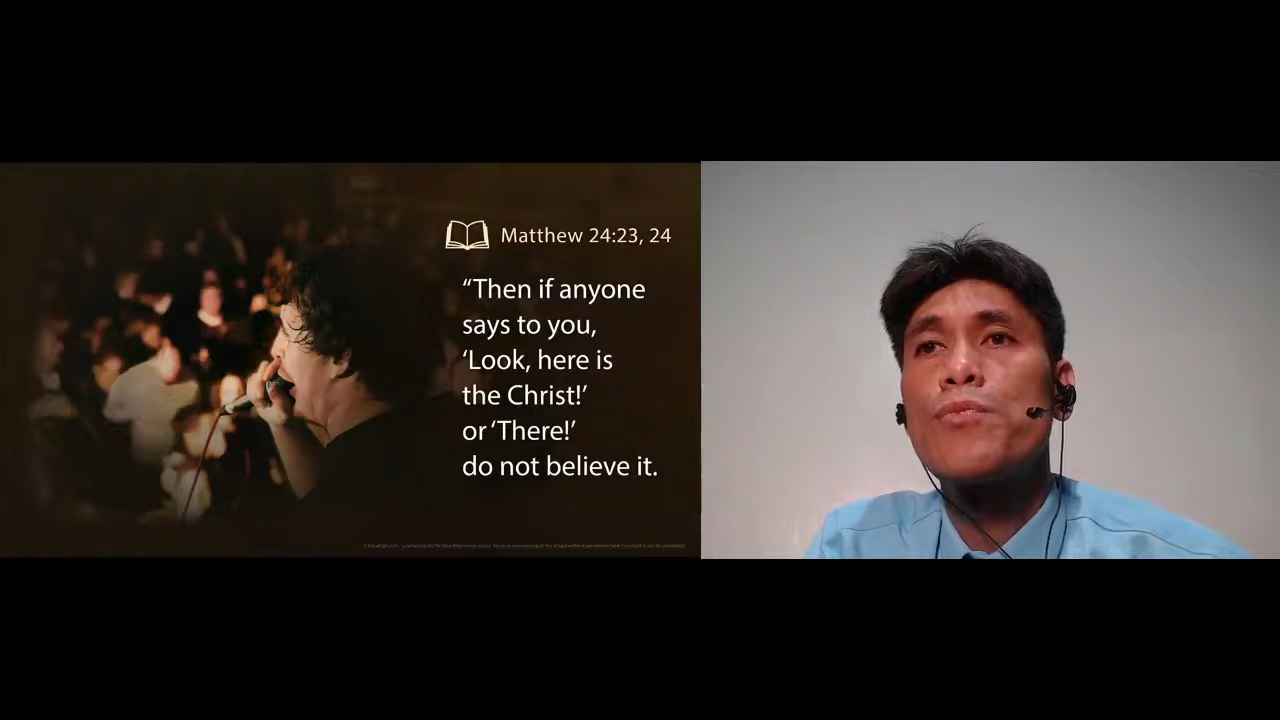 Matthew 24:23, 24
“Then if anyone
says to you,
‘Look, here is
the Christ!’
or ‘There!’
do not believe it.